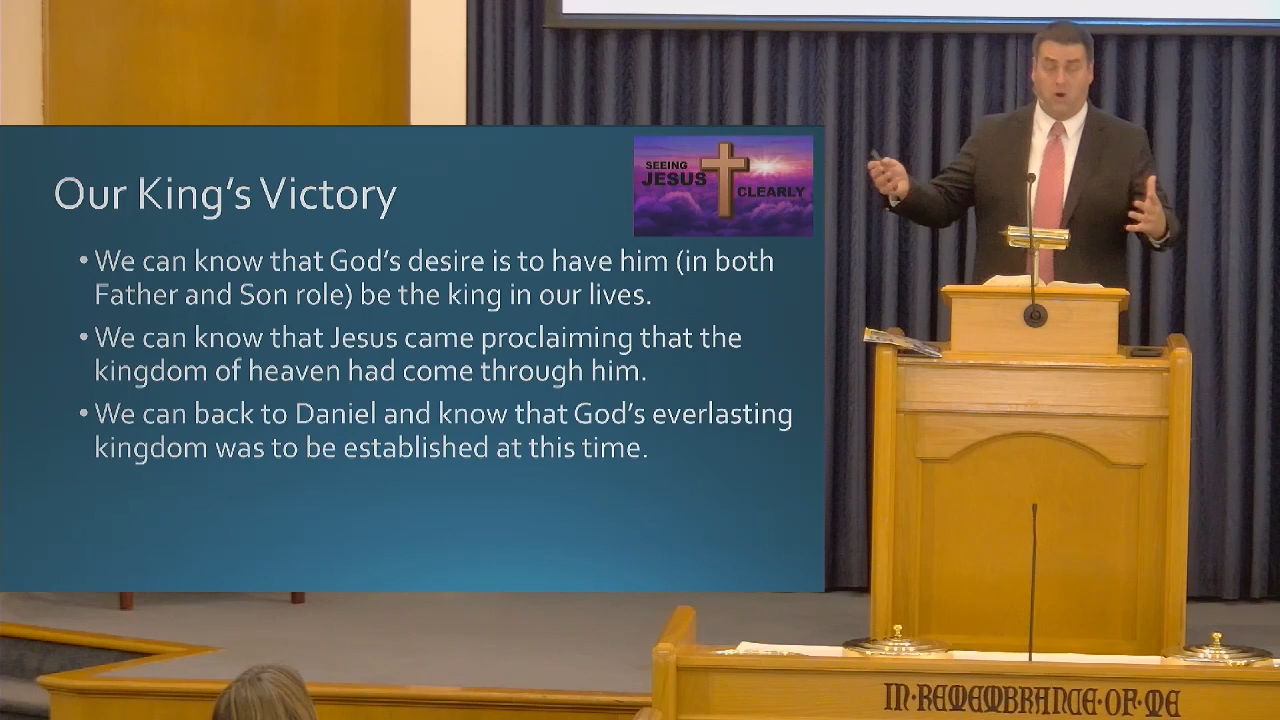 Our King's Victory
SEEING
JESUS
CLEARLY
• We can know that God's desire is to have him (in both
Father and Son role) be the king in our lives.
• We can know that Jesus came proclaiming that the
kingdom of heaven had come through him.
• We can back to Daniel and know that God's everlasting
kingdom was to be established at this time.
IN·REMEMBRANCE·OF·ME